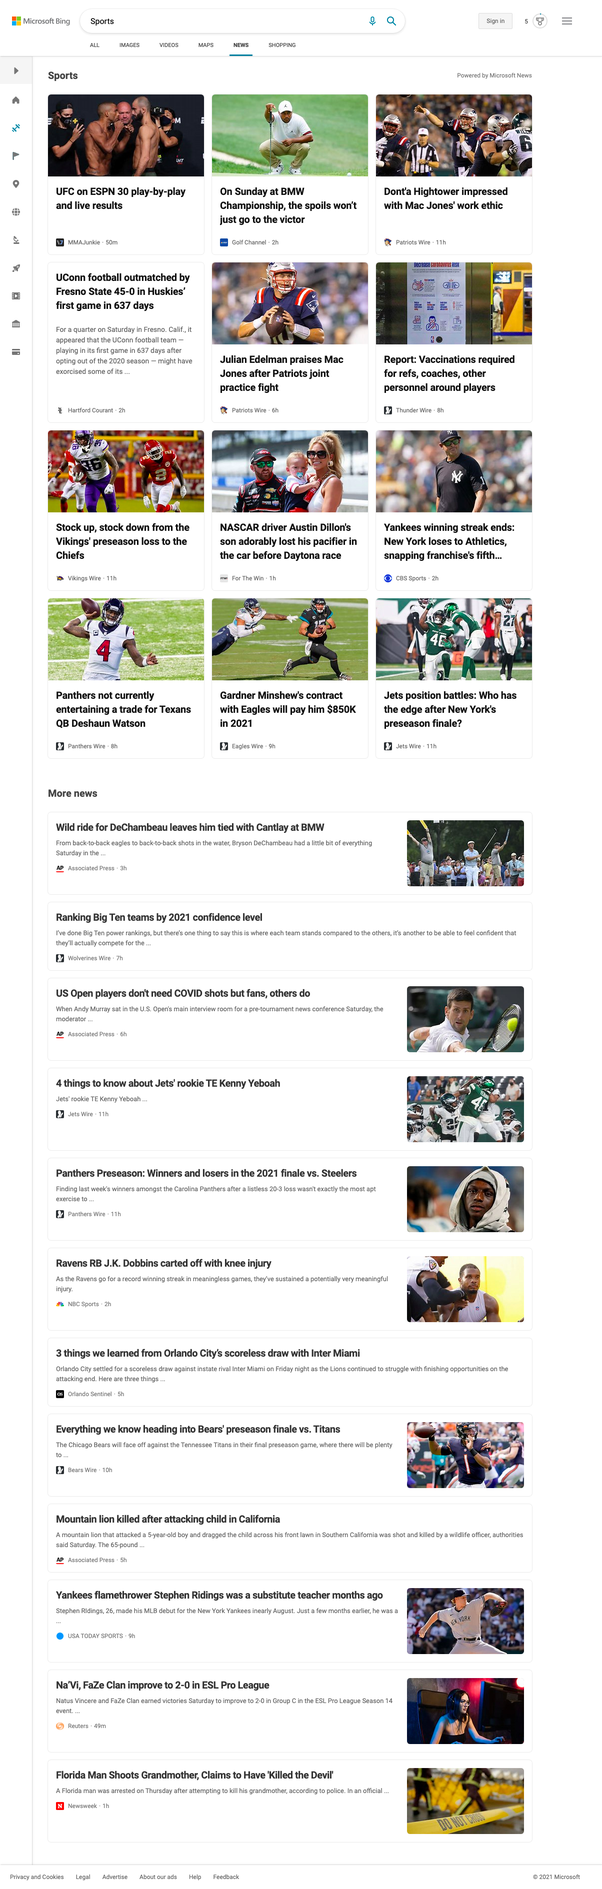 Microsoft Bing
Sports
Sign in
5
ALL IMAGES VIDEOS MAPS NEWS SHOPPING
Sports
Powered by Microsoft News
UFC on ESPN 30 play-by-play
and live results
MMAJunkie · 50m
On Sunday at BMW
Championship, the spoils won't
just go to the victor
Golf Channel · 2h
Dont'a Hightower impressed
with Mac Jones' work ethic
Patriots Wire · 11h
UConn football outmatched by
Fresno State 45-0 in Huskies'
first game in 637 days
For a quarter on Saturday in Fresno. Calif., it
appeared that the UConn football team —
playing in its first game in 637 days after
opting out of the 2020 season — might have
exorcised some of its ...
Hartford Courant · 2h
Julian Edelman praises Mac
Jones after Patriots joint
practice fight
Patriots Wire · 6h
Report: Vaccinations required
for refs, coaches, other
personnel around players
Thunder Wire · 8h
Stock up, stock down from the
Vikings' preseason loss to the
Chiefs
Vikings Wire · 11h
NASCAR driver Austin Dillon's
son adorably lost his pacifier in
the car before Daytona race
For The Win · 1h
Yankees winning streak ends:
New York loses to Athletics,
snapping franchise's fifth...
CBS Sports · 2h
Panthers not currently
entertaining a trade for Texans
QB Deshaun Watson
Panthers Wire · 8h
Gardner Minshew's contract
with Eagles will pay him $850K
in 2021
Eagles Wire · 9h
Jets position battles: Who has
the edge after New York's
preseason finale?
Jets Wire · 11h
More news
Wild ride for DeChambeau leaves him tied with Cantlay at BMW
From back-to-back eagles to back-to-back shots in the water, Bryson DeChambeau had a little bit of everything
Saturday in the ...
Associated Press · 3h
Ranking Big Ten teams by 2021 confidence level
I've done Big Ten power rankings, but there's one thing to say this is where each team stands compared to the others, it's another to be able to feel confident that
they'll actually compete for the ...
Wolverines Wire · 7h
US Open players don't need COVID shots but fans, others do
When Andy Murray sat in the U.S. Open's main interview room for a pre-tournament news conference Saturday, the
moderator ...
Associated Press · 6h
4 things to know about Jets' rookie TE Kenny Yeboah
Jets' rookie TE Kenny Yeboah ...
Jets Wire · 11h
Panthers Preseason: Winners and losers in the 2021 finale vs. Steelers
Finding last week's winners amongst the Carolina Panthers after a listless 20-3 loss wasn't exactly the most apt
exercise to ...
Panthers Wire · 11h
Ravens RB J.K. Dobbins carted off with knee injury
As the Ravens go for a record winning streak in meaningless games, they've sustained a potentially very meaningful
injury.
NBC Sports · 2h
3 things we learned from Orlando City's scoreless draw with Inter Miami
Orlando City settled for a scoreless draw against instate rival Inter Miami on Friday night as the Lions continued to struggle with finishing opportunities on the
attacking end. Here are three things ...
Orlando Sentinel · 5h
Everything we know heading into Bears' preseason finale vs. Titans
The Chicago Bears will face off against the Tennessee Titans in their final preseason game, where there will be plenty
to ...
Bears Wire · 10h
Mountain lion killed after attacking child in California
A mountain lion that attacked a 5-year-old boy and dragged the child across his front lawn in Southern California was shot and killed by a wildlife officer, authorities
said Saturday. The 65-pound ...
Associated Press · 5h
Yankees flamethrower Stephen Ridings was a substitute teacher months ago
Stephen Ridings, 26, made his MLB debut for the New York Yankees inearly August. Just a few months earlier, he was a
...
USA TODAY SPORTS · 9h
Na'Vi, FaZe Clan improve to 2-0 in ESL Pro League
Natus Vincere and FaZe Clan earned victories Saturday to improve to 2-0 in Group C in the ESL Pro League Season 14
event. ...
Reuters · 49m
Florida Man Shoots Grandmother, Claims to Have 'Killed the Devil'
A Florida man was arrested on Thursday after attempting to kill his grandmother, according to police. In an official ...
Newsweek · 1h
DO NOT CROSS
Privacy and Cookies Legal Advertise About our ads Help Feedback
© 2021 Microsoft